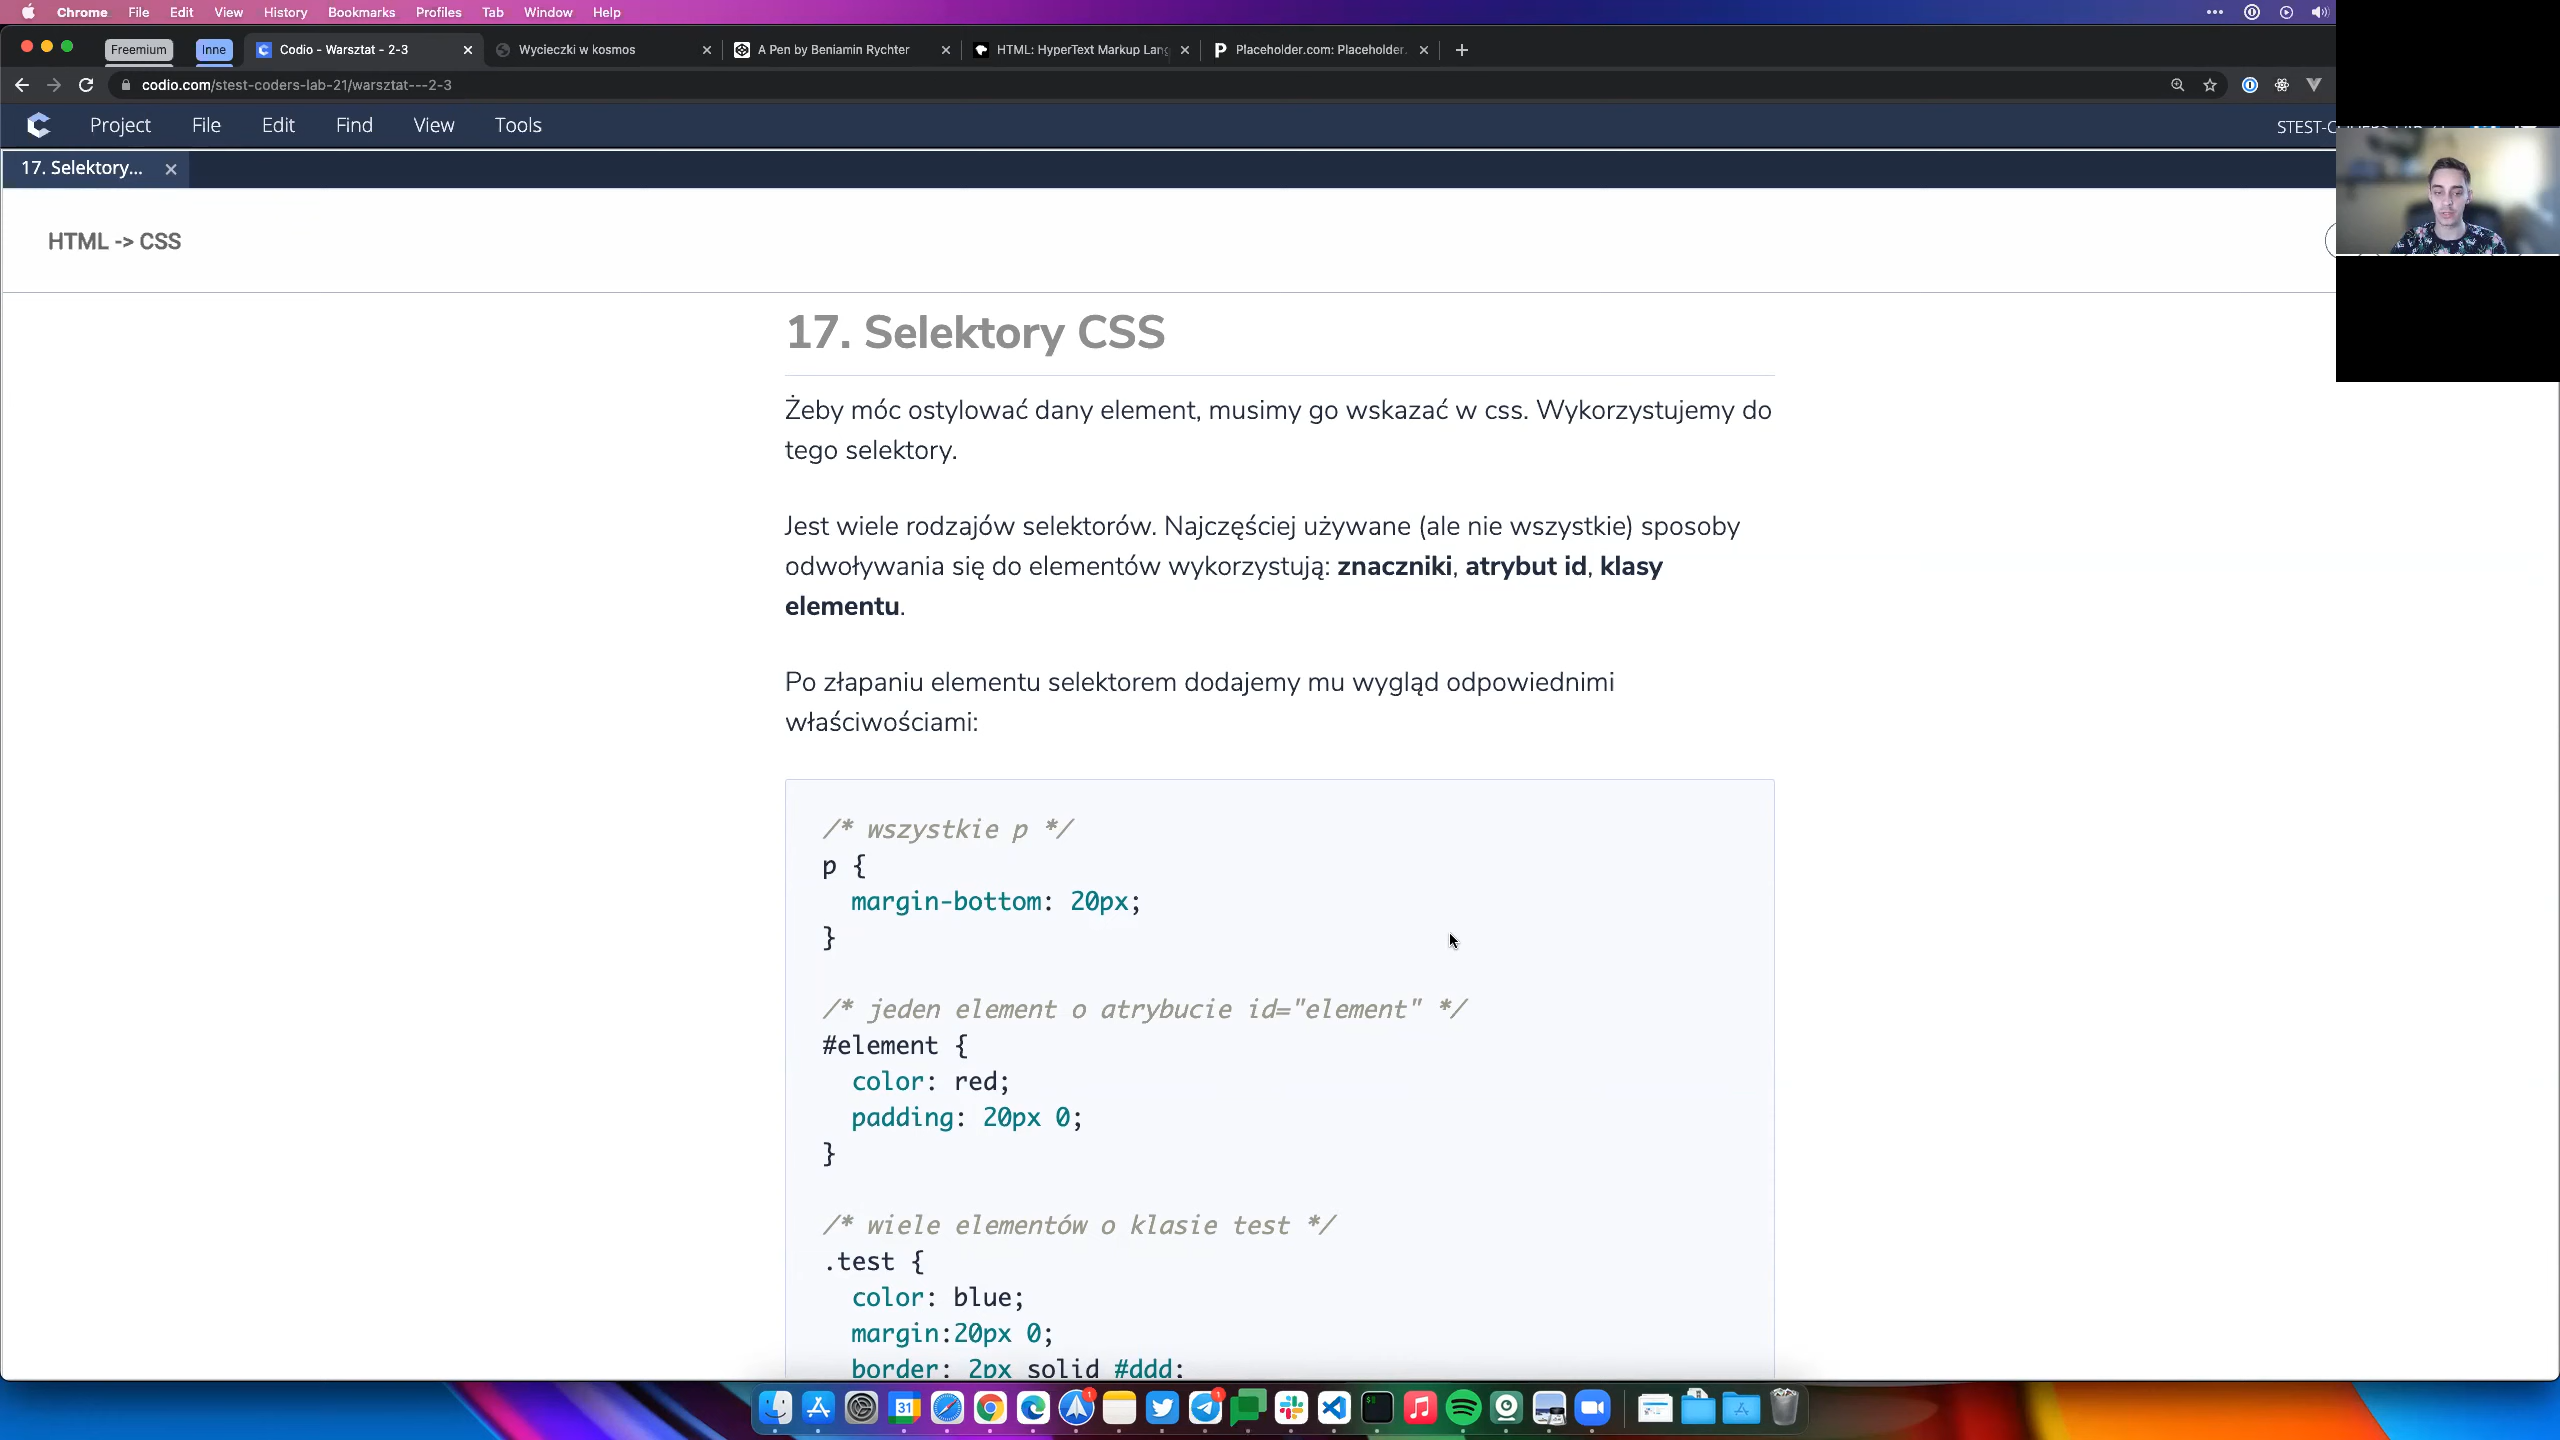 Chrome File Edit View History Bookmarks Profiles Tab Window Help
Freemium Inne Codio - Warsztat - 2-3 Wycieczki w kosmos A Pen by Beniamin Rychter HTML: HyperText Markup Lang Placeholder.com: Placeholder.
codio.com/stest-coders-lab-21/warsztat---2-3
Project File Edit Find View Tools
17. Selektory...
HTML -> CSS
17. Selektory CSS
Żeby móc ostylować dany element, musimy go wskazać w css. Wykorzystujemy do
tego selektory.
Jest wiele rodzajów selektorów. Najczęściej używane (ale nie wszystkie) sposoby
odwoływania się do elementów wykorzystują: znaczniki, atrybut id, klasy
elementu.
Po złapaniu elementu selektorem dodajemy mu wygląd odpowiednimi
właściwościami:
/* wszystkie p */
p {
margin-bottom: 20px;
}
/* jeden element o atrybucie id="element" */
#element {
color: red;
padding: 20px 0;
}
/* wiele elementów o klasie test */
.test {
color: blue;
margin:20px 0;
border: 2px solid #ddd;
31
1
1